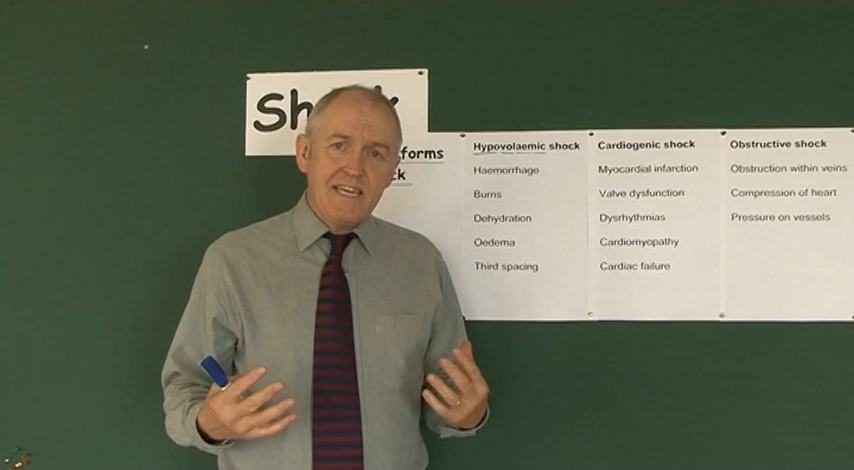 Sh
forms
ck
Hypovolaemic shock
Haemorrhage
Burns
Dehydration
Oedema
Third spacing
Cardiogenic shock
Myocardial infarction
Valve dysfunction
Dysrhythmias
Cardiomyopathy
Cardiac failure
Obstructive shock
Obstruction within veins
Compression of heart
Pressure on vessels